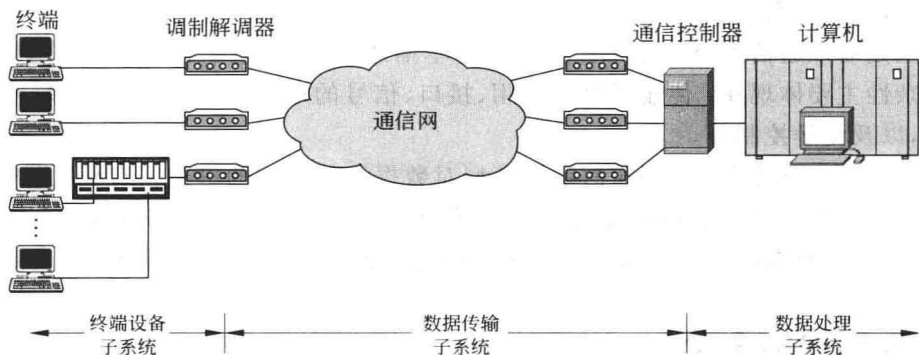 终端
调制解调器
通信控制器
计算机
通信网
终端设备
子系统
数据传输
子系统
数据处理
子系统